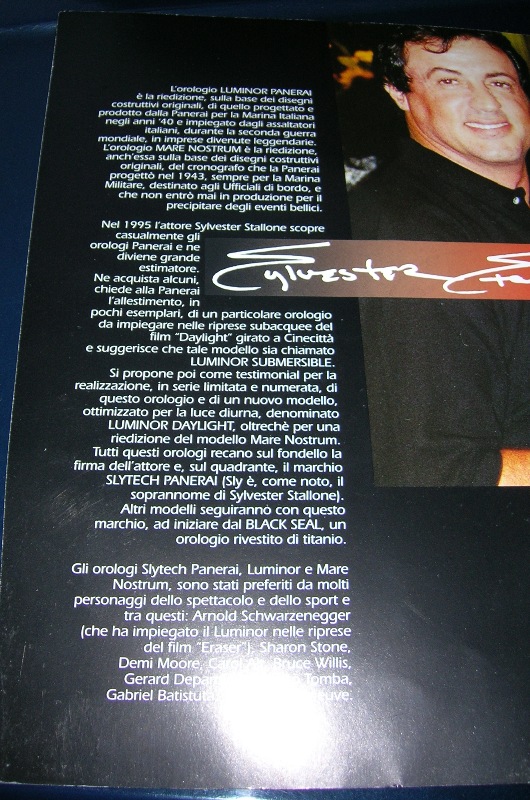 L'orologio LUMINOR PANERAI
è la riedizione, sulla base dei disegni
costruttivi originali, di quello progettato e
prodotto dalla Panerai per la Marina Italiana
negli anni '40 e impiegato dagli assaltatori
italiani, durante la seconda guerra
mondiale, in imprese divenute leggendarie.
L'orologio MARE NOSTRUM è la riedizione,
anch'essa sulla base dei disegni costruttivi
originali, del cronografo che la Panerai
progettò nel 1943, sempre per la Marina
Militare, destinato agli Ufficiali di bordo, e
che non entrò mai in produzione per il
precipitare degli eventi bellici.
Nel 1995 l'attore Sylvester Stallone scopre
casualmente gli
orologi Panerai e ne
diviene grande
estimatore.
Ne acquista alcuni,
chiede alla Panerai
l'allestimento, in
pochi esemplari, di un particolare orologio
da impiegare nelle riprese subacquee del
film "Daylight" girato a Cinecittà
e suggerisce che tale modello sia chiamato
LUMINOR SUBMERSIBLE.
Si propone poi come testimonial per la
realizzazione, in serie limitata e numerata, di
questo orologio e di un nuovo modello,
ottimizzato per la luce diurna, denominato
LUMINOR DAYLIGHT, oltrechè per una
riedizione del modello Mare Nostrum.
Tutti questi orologi recano sul fondello la
firma dell'attore e, sul quadrante, il marchio
SLYTECH PANERAI (Sly è, come noto, il
soprannome di Sylvester Stallone).
Altri modelli seguiranno con questo
marchio, ad iniziare dal BLACK SEAL, un
orologio rivestito di titanio.
Gli orologi Slytech Panerai, Luminor e Mare
Nostrum, sono stati preferiti da molti
personaggi dello spettacolo e dello sport e
tra questi: Arnold Schwarzenegger
(che ha impiegato il Luminor nelle riprese
del film "Eraser"), Sharon Stone,
Demi Moore, Carol Alt, Bruce Willis,
Gerard Tomba,
Gabriel
Sylvester